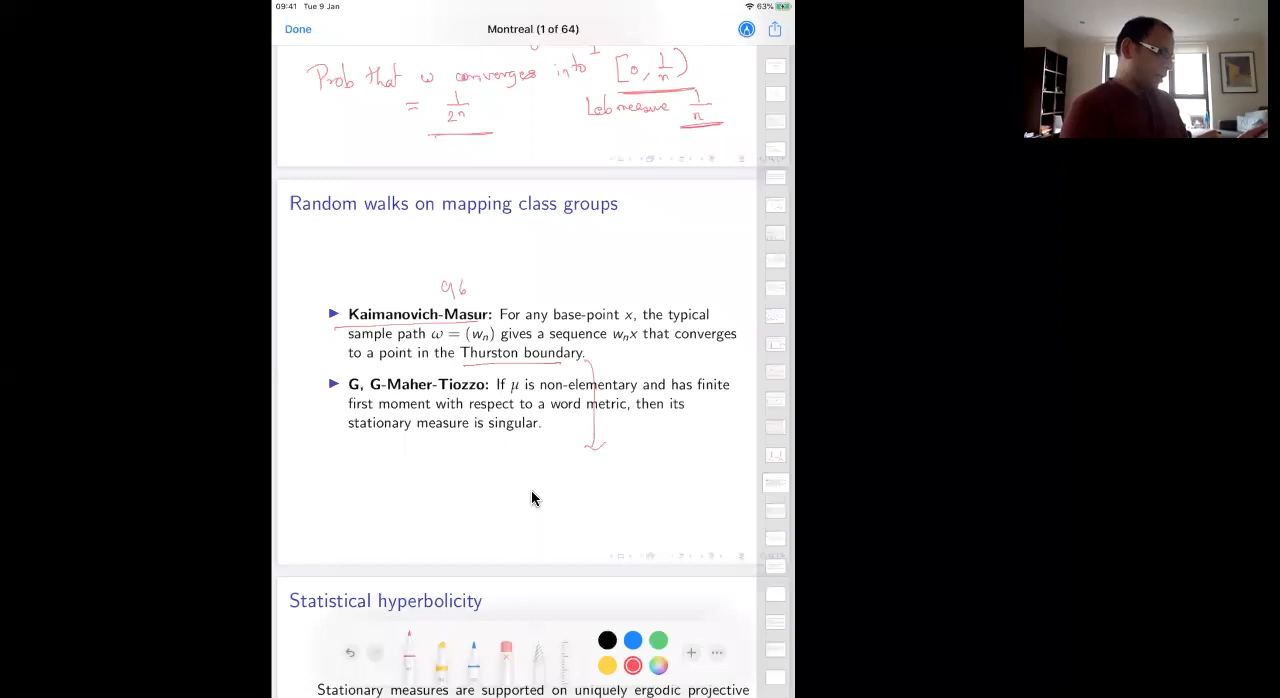 09:41 Tue 9 Jan
63%
Done
Montreal (1 of 64)
Prob that ω converges into [0, 1/n)
= 1/2n
Leb measure 1/n
Random walks on mapping class groups
96
▶ Kaimanovich-Masur: For any base-point x, the typical
sample path ω = (wₙ) gives a sequence wₙx that converges
to a point in the Thurston boundary.
▶ G, G-Maher-Tiozzo: If μ is non-elementary and has finite
first moment with respect to a word metric, then its
stationary measure is singular.
Statistical hyperbolicity
Stationary measures are supported on uniquely ergodic projective